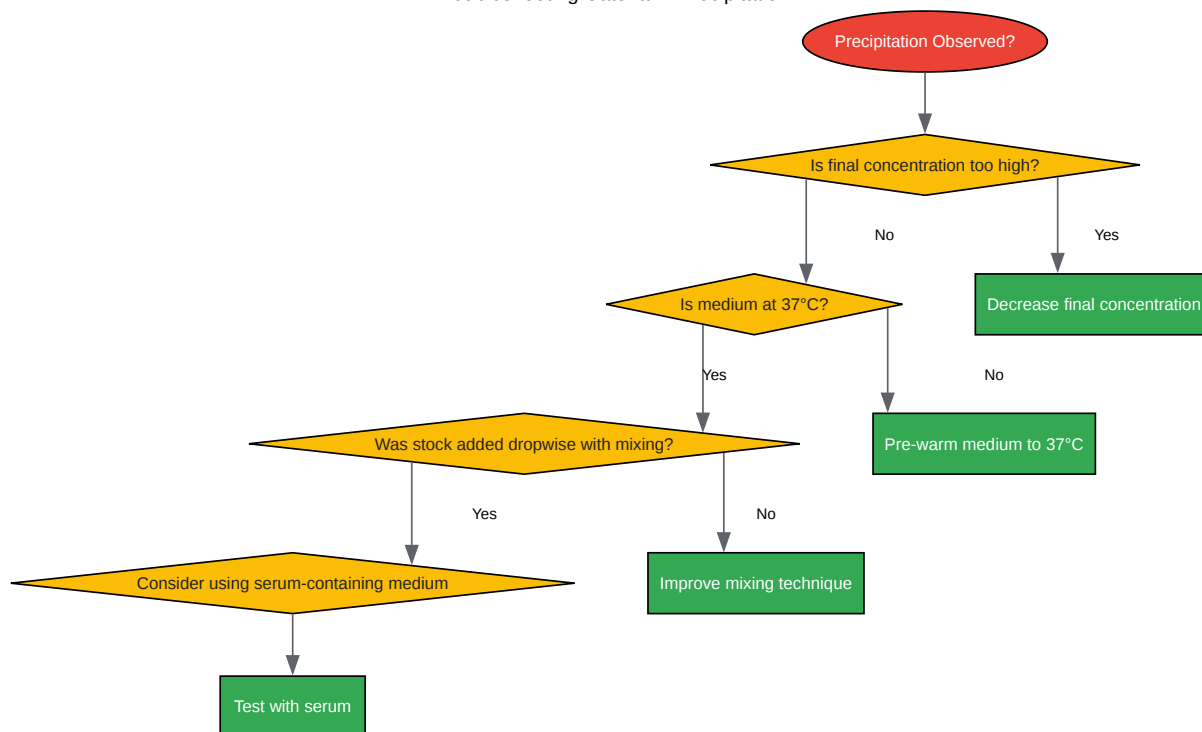 Precipitation Observed?
Is final concentration too high?
No
Yes
Is medium at 37°C?
Decrease final concentration
Yes
No
Was stock added dropwise with mixing?
Pre-warm medium to 37°C
Yes
No
Consider using serum-containing medium
Improve mixing technique
Test with serum